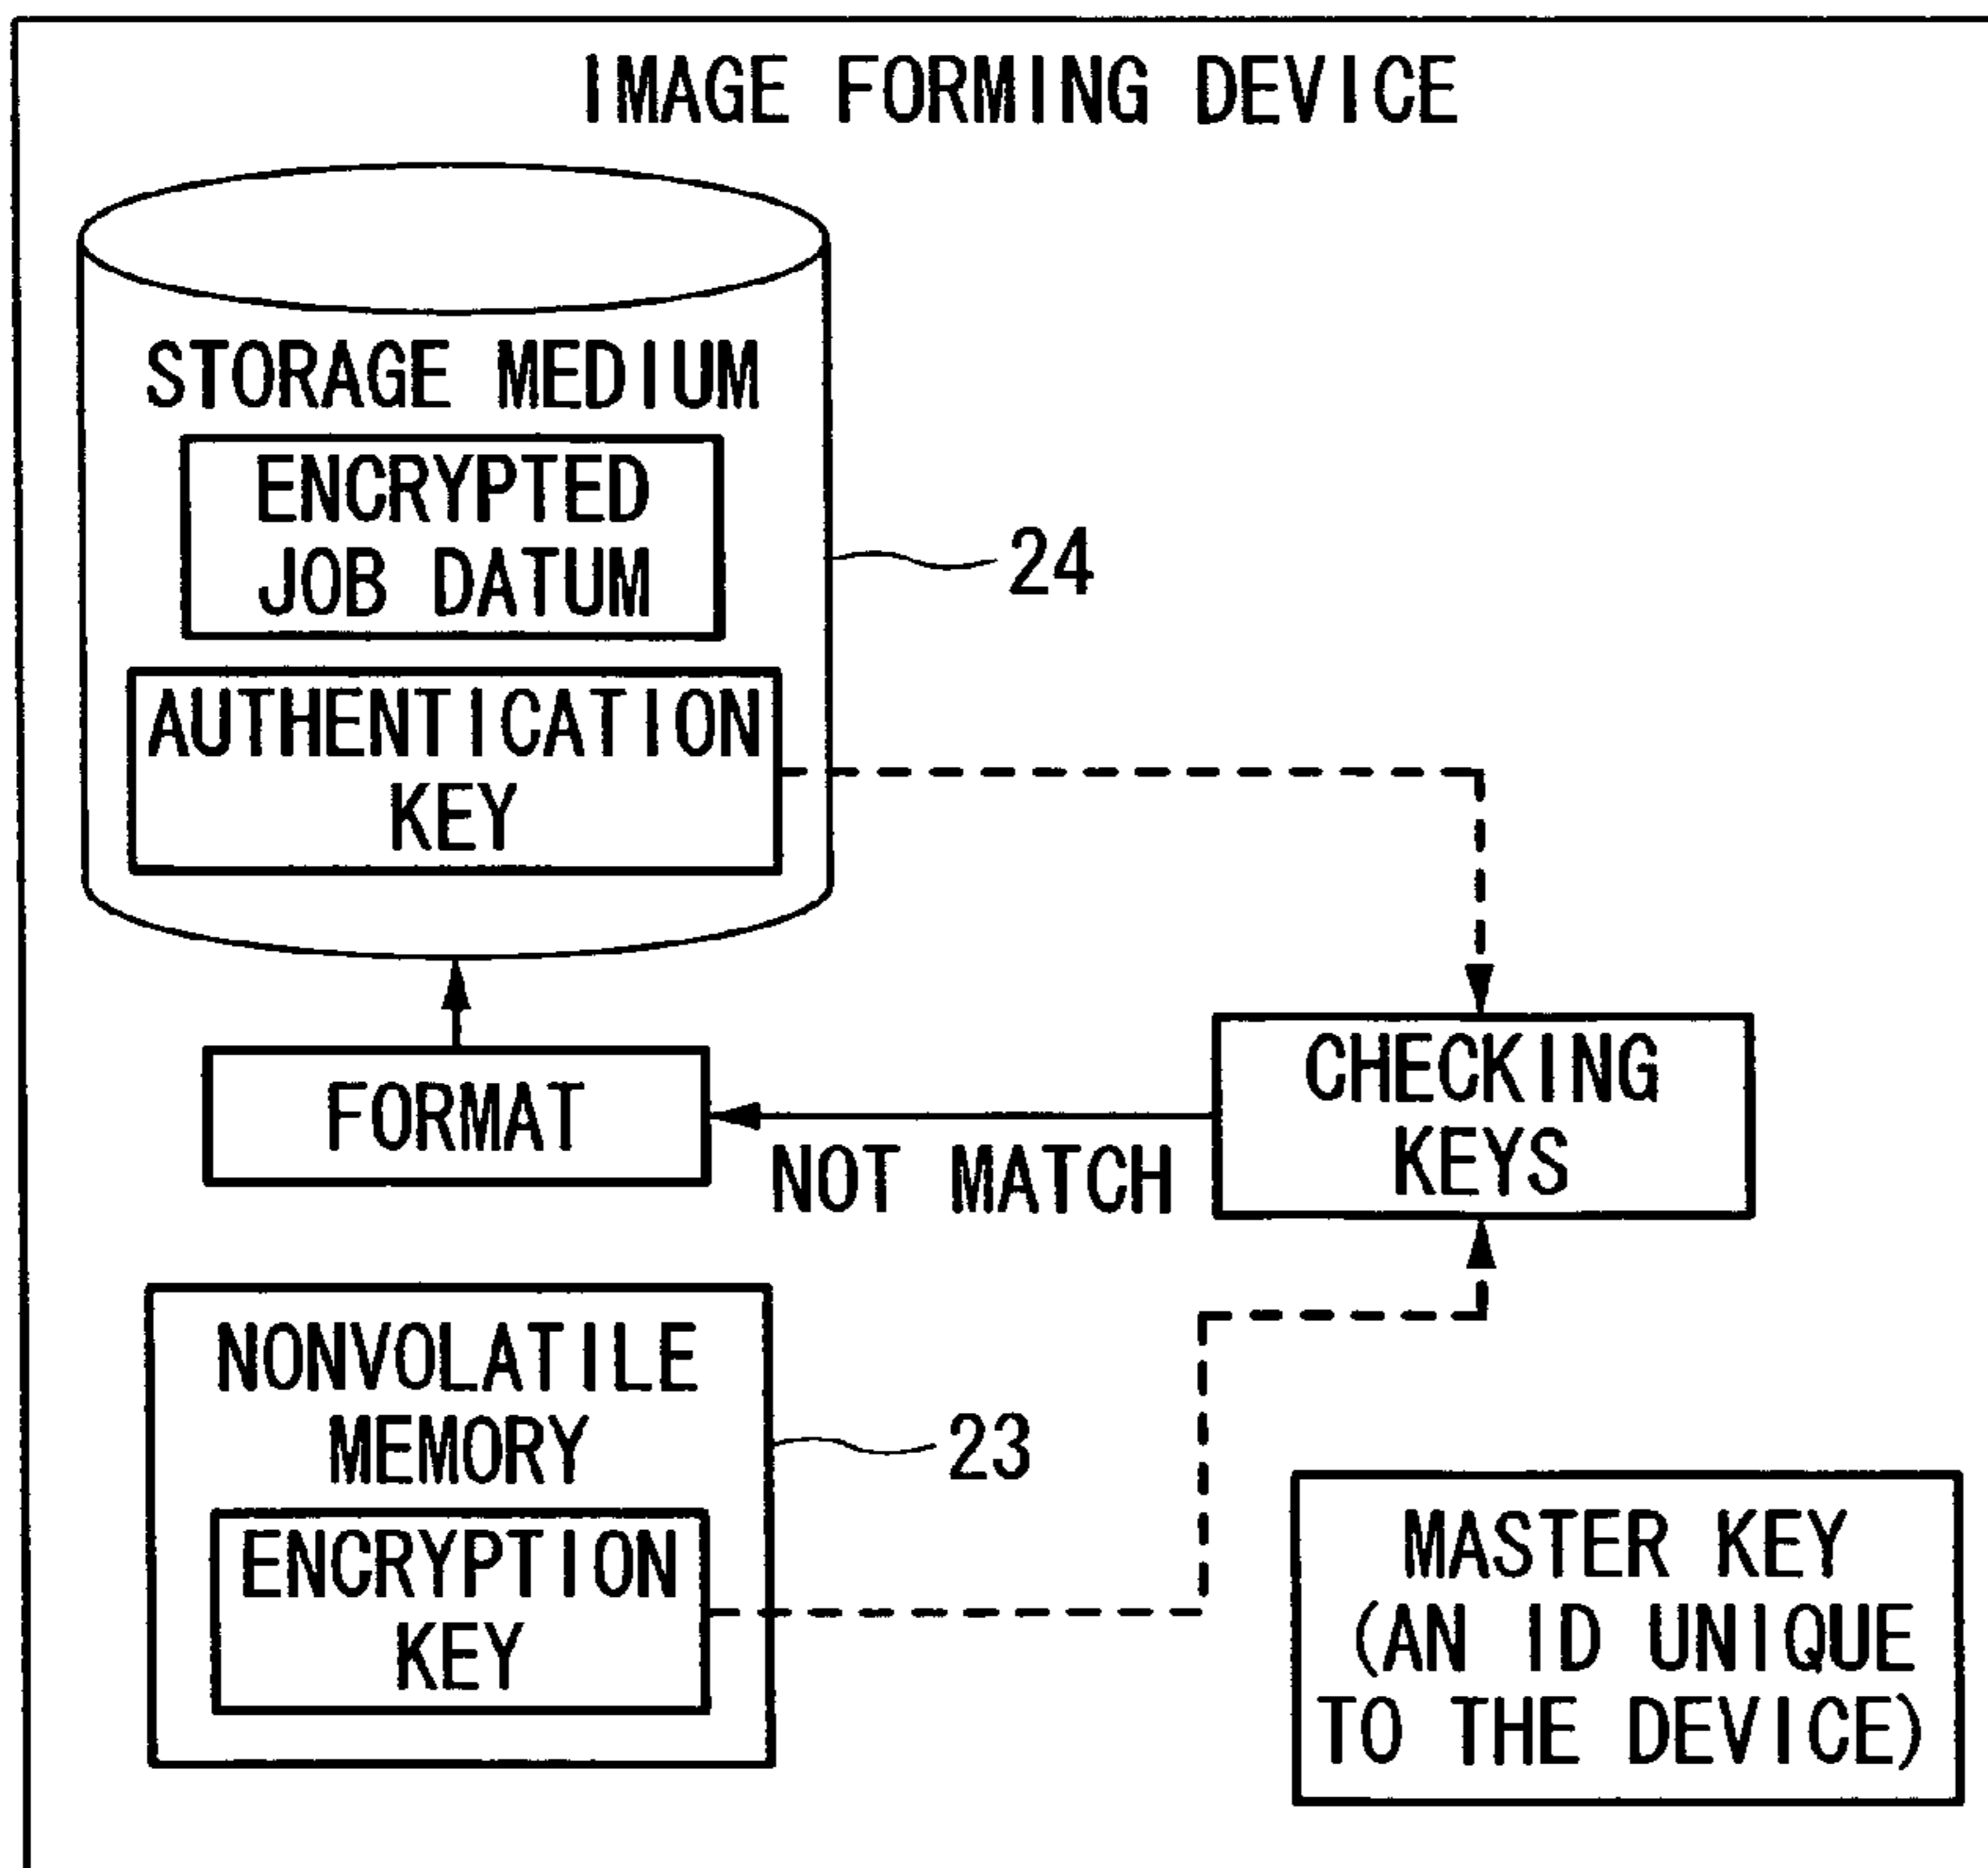 IMAGE FORMING DEVICE
STORAGE MEDIUM
ENCRYPTED
JOB DATUM
24
AUTHENTICATION
KEY
CHECKING
KEYS
FORMAT
NOT MATCH
NONVOLATILE
MEMORY
23
ENCRYPTION
KEY
MASTER KEY
(AN ID UNIQUE
TO THE DEVICE)